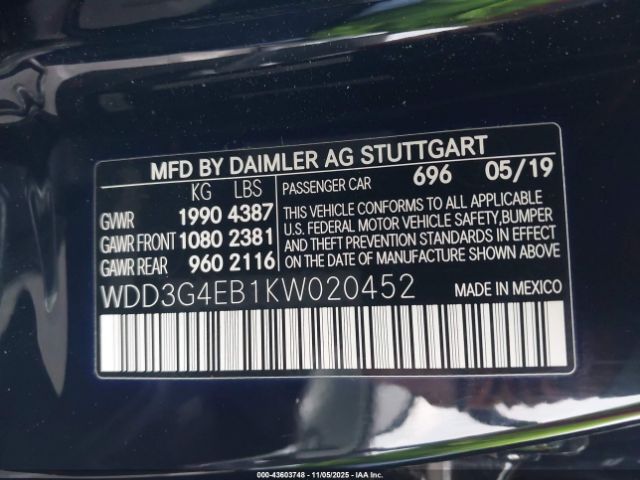 MFD BY DAIMLER AG STUTTGART
KG LBS
GVWR 1990 4387
GAWR FRONT 1080 2381
GAWR REAR 960 2116
PASSENGER CAR 696 05/19
THIS VEHICLE CONFORMS TO ALL APPLICABLE
U.S. FEDERAL MOTOR VEHICLE SAFETY, BUMPER
AND THEFT PREVENTION STANDARDS IN EFFECT
ON THE DATE OF MANUFACTURE SHOWN ABOVE.
WDD3G4EB1KW020452 MADE IN MEXICO
00-43603748 - 11/05/2025 - IAA Inc.